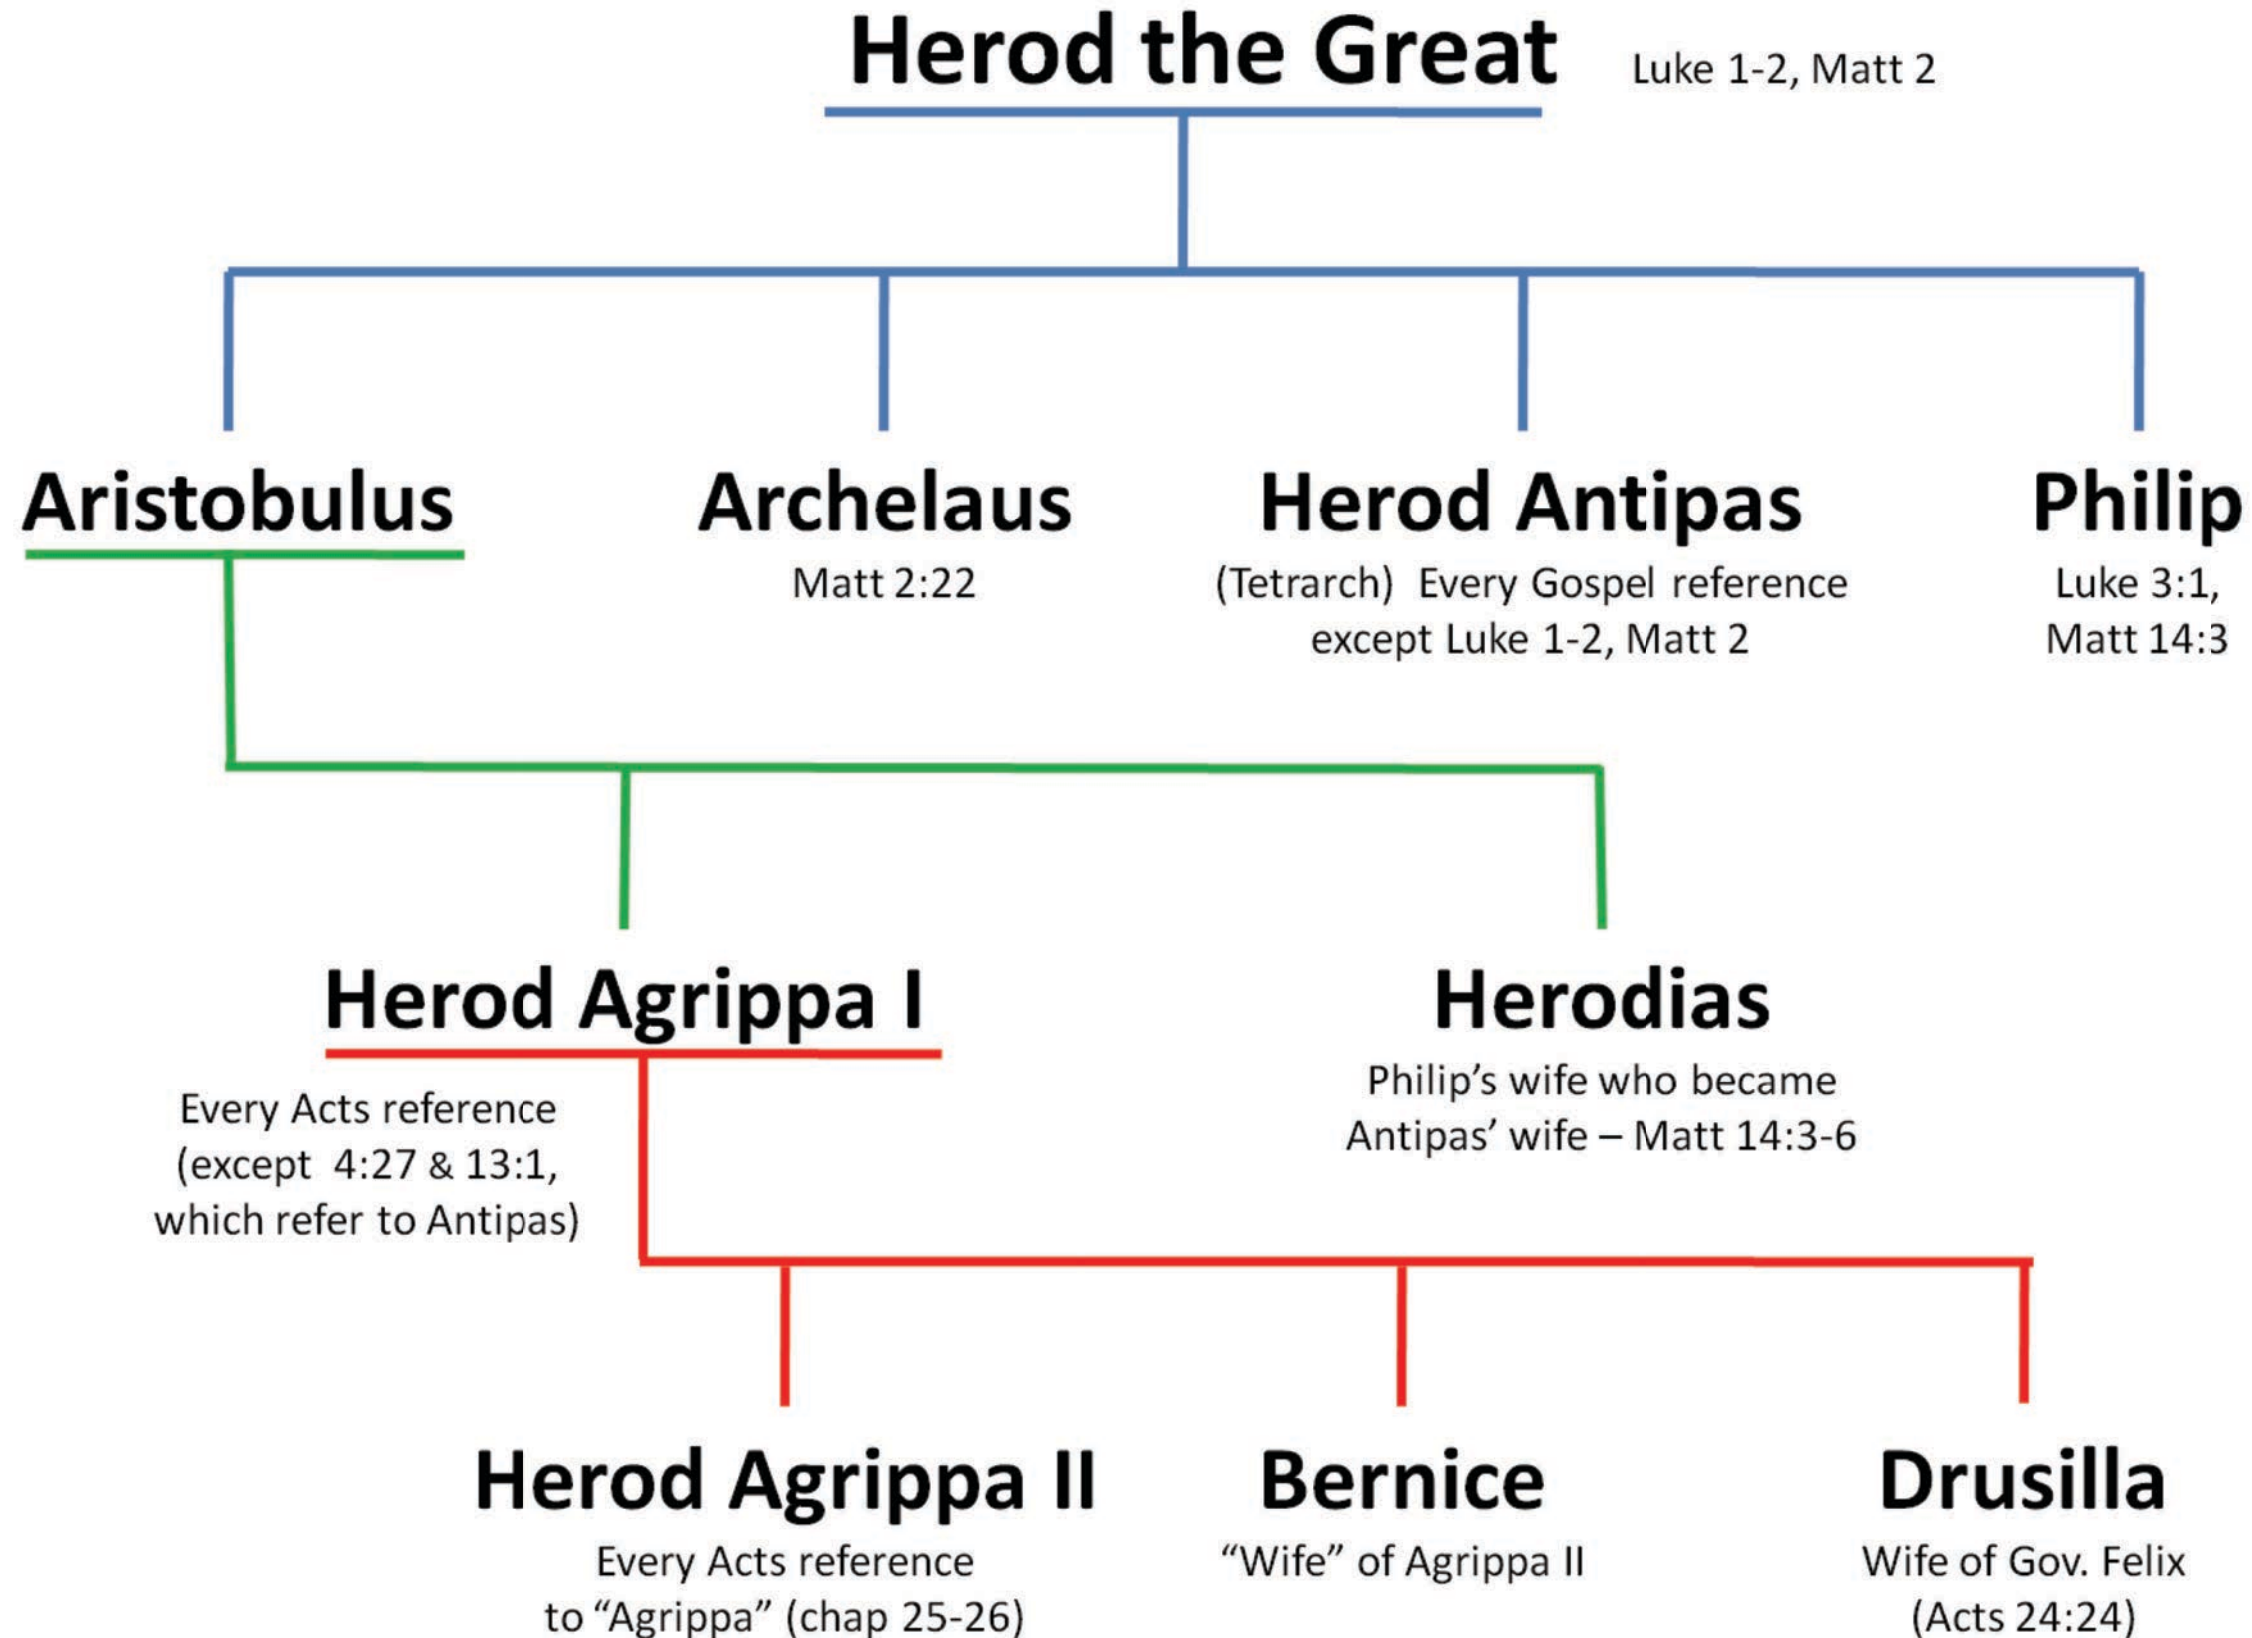 Herod the Great
Luke 1-2, Matt 2
Aristobulus
Archelaus
Matt 2:22
Herod Antipas
(Tetrarch) Every Gospel reference
except Luke 1-2, Matt 2
Philip
Luke 3:1,
Matt 14:3
Herod Agrippa I
Every Acts reference
(except 4:27 & 13:1,
which refer to Antipas)
Herodias
Philip’s wife who became
Antipas’ wife – Matt 14:3-6
Herod Agrippa II
Every Acts reference
to “Agrippa” (chap 25-26)
Bernice
“Wife” of Agrippa II
Drusilla
Wife of Gov. Felix
(Acts 24:24)